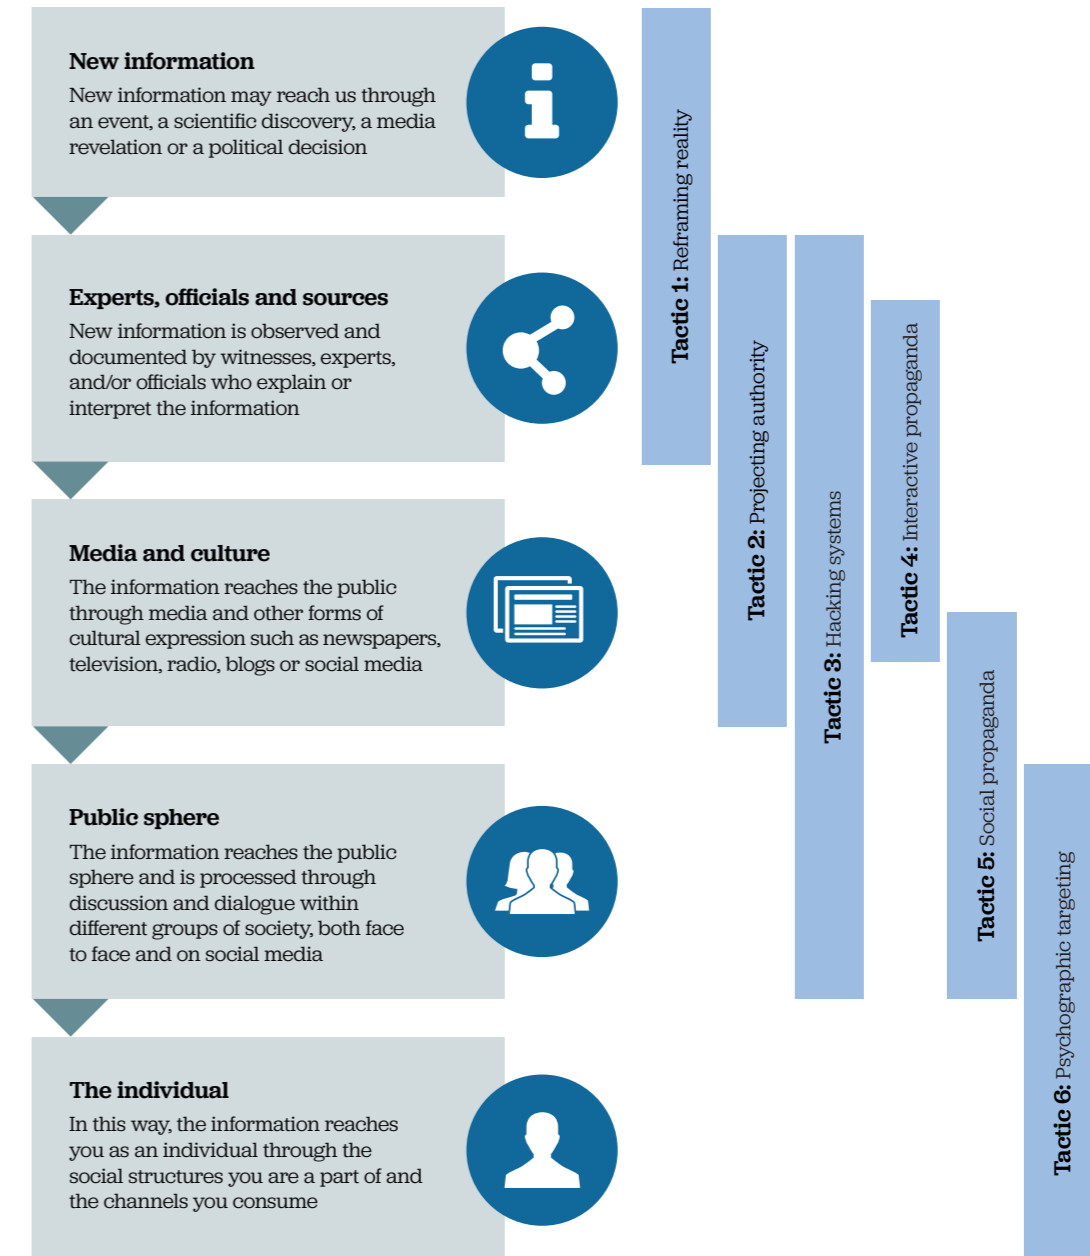 New information
New information may reach us through
an event, a scientific discovery, a media
revelation or a political decision
Experts, officials and sources
New information is observed and
documented by witnesses, experts,
and/or officials who explain or
interpret the information
Media and culture
The information reaches the public
through media and other forms of
cultural expression such as newspapers,
television, radio, blogs or social media
Public sphere
The information reaches the public
sphere and is processed through
discussion and dialogue within
different groups of society, both face
to face and on social media
The individual
In this way, the information reaches
you as an individual through the
social structures you are a part of and
the channels you consume
Tactic 1: Reframing reality
Tactic 2: Projecting authority
Tactic 3: Hacking systems
Tactic 4: Interactive propaganda
Tactic 5: Social propaganda
Tactic 6: Psychographic targeting